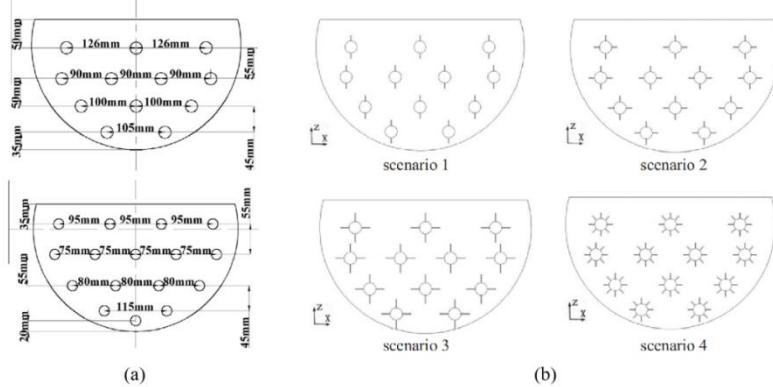 50mm
126mm 126mm
55mm
90mm 90mm 90mm
50mm
100mm 100mm
105mm
35mm
45mm
35mm
95mm 95mm 95mm
55mm
75mm 75mm 75mm 75mm
55mm
80mm 80mm 80mm
115mm
20mm
45mm
(a)
Z
X
scenario 1
Z
X
scenario 2
Z
X
scenario 3
Z
X
scenario 4
(b)